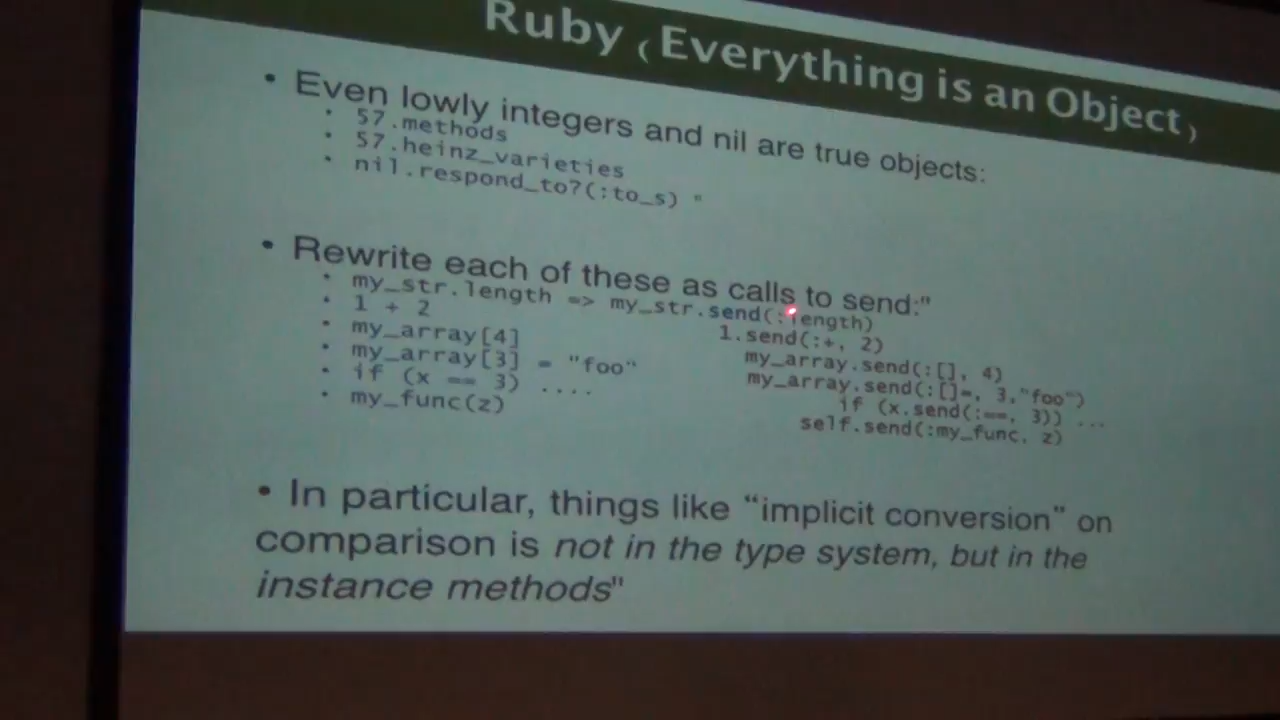 Ruby (Everything is an Object)
• Even lowly integers and nil are true objects:
• 57.methods
• 57.heinz_varieties
• nil.respond_to?(:to_s) "
• Rewrite each of these as calls to send:"
• my_str.length => my_str.send(:length)
• 1 + 2 1.send(:+, 2)
• my_array[4] my_array.send(:[], 4)
• my_array[3] = "foo" my_array.send(:[]=, 3,"foo")
• if (x == 3) .... if (x.send(:==, 3)) ...
• my_func(z) self.send(:my_func, z)
• In particular, things like “implicit conversion” on
comparison is not in the type system, but in the
instance methods"